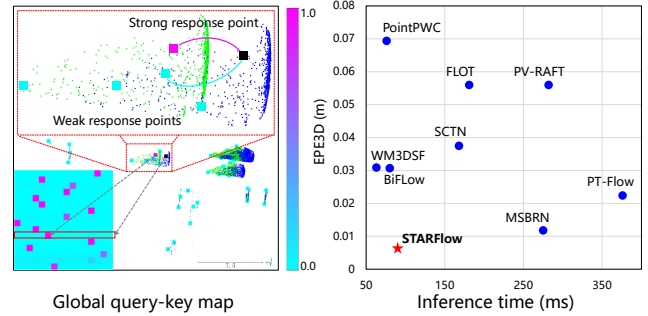 Strong response point
Weak response points
1.0
0.0
Global query-key map
EPE3D (m)
0.08
0.07
0.06
0.05
0.04
0.03
0.02
0.01
0
PointPWC
FLOT
PV-RAFT
SCTN
WM3DSF
BiFLow
PT-Flow
MSBRN
STARFlow
50
150
250
350
Inference time (ms)